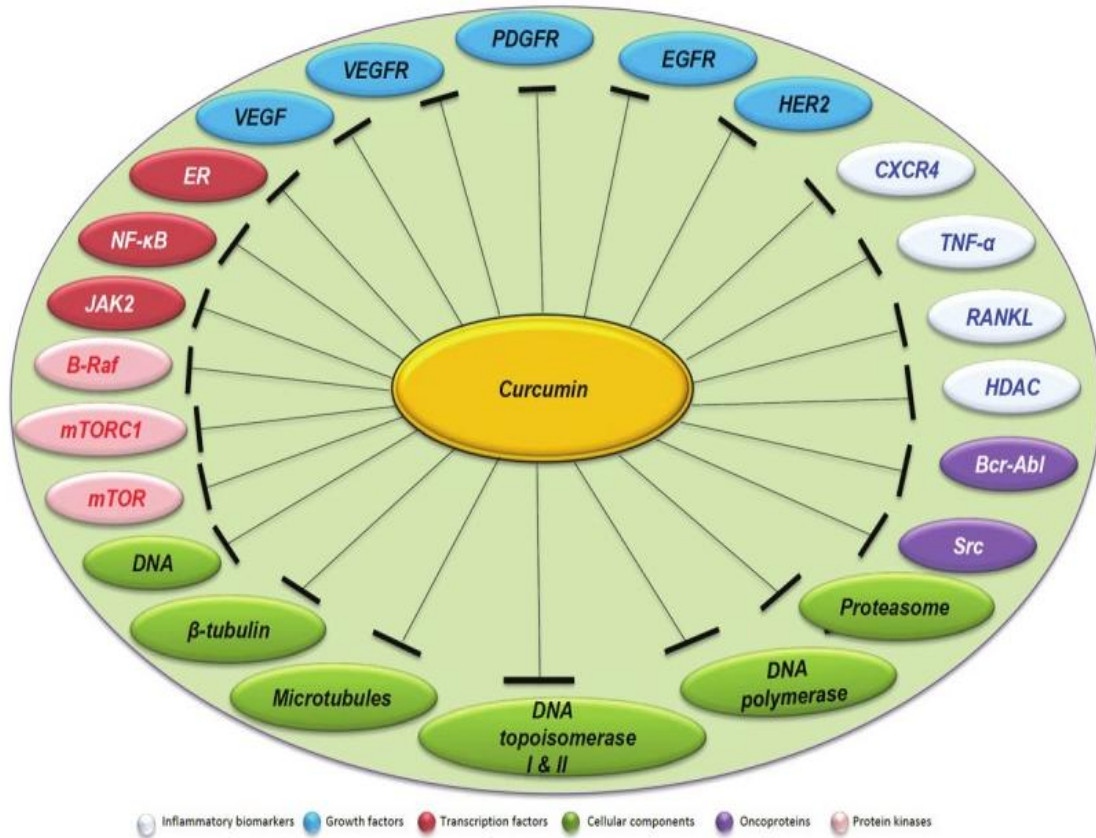 PDGFR
VEGFR
EGFR
VEGF
HER2
ER
CXCR4
NF-κB
TNF-α
JAK2
RANKL
B-Raf
Curcumin
HDAC
mTORC1
Bcr-Abl
mTOR
Src
DNA
Proteasome
β-tubulin
DNA
polymerase
Microtubules
DNA
topoisomerase
I & II
Inflammatory biomarkers Growth factors Transcription factors Cellular components Oncoproteins Protein kinases